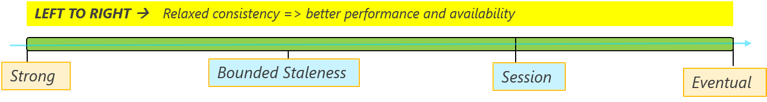 LEFT TO RIGHT → Relaxed consistency => better performance and availability
Strong
Bounded Staleness
Session
Eventual